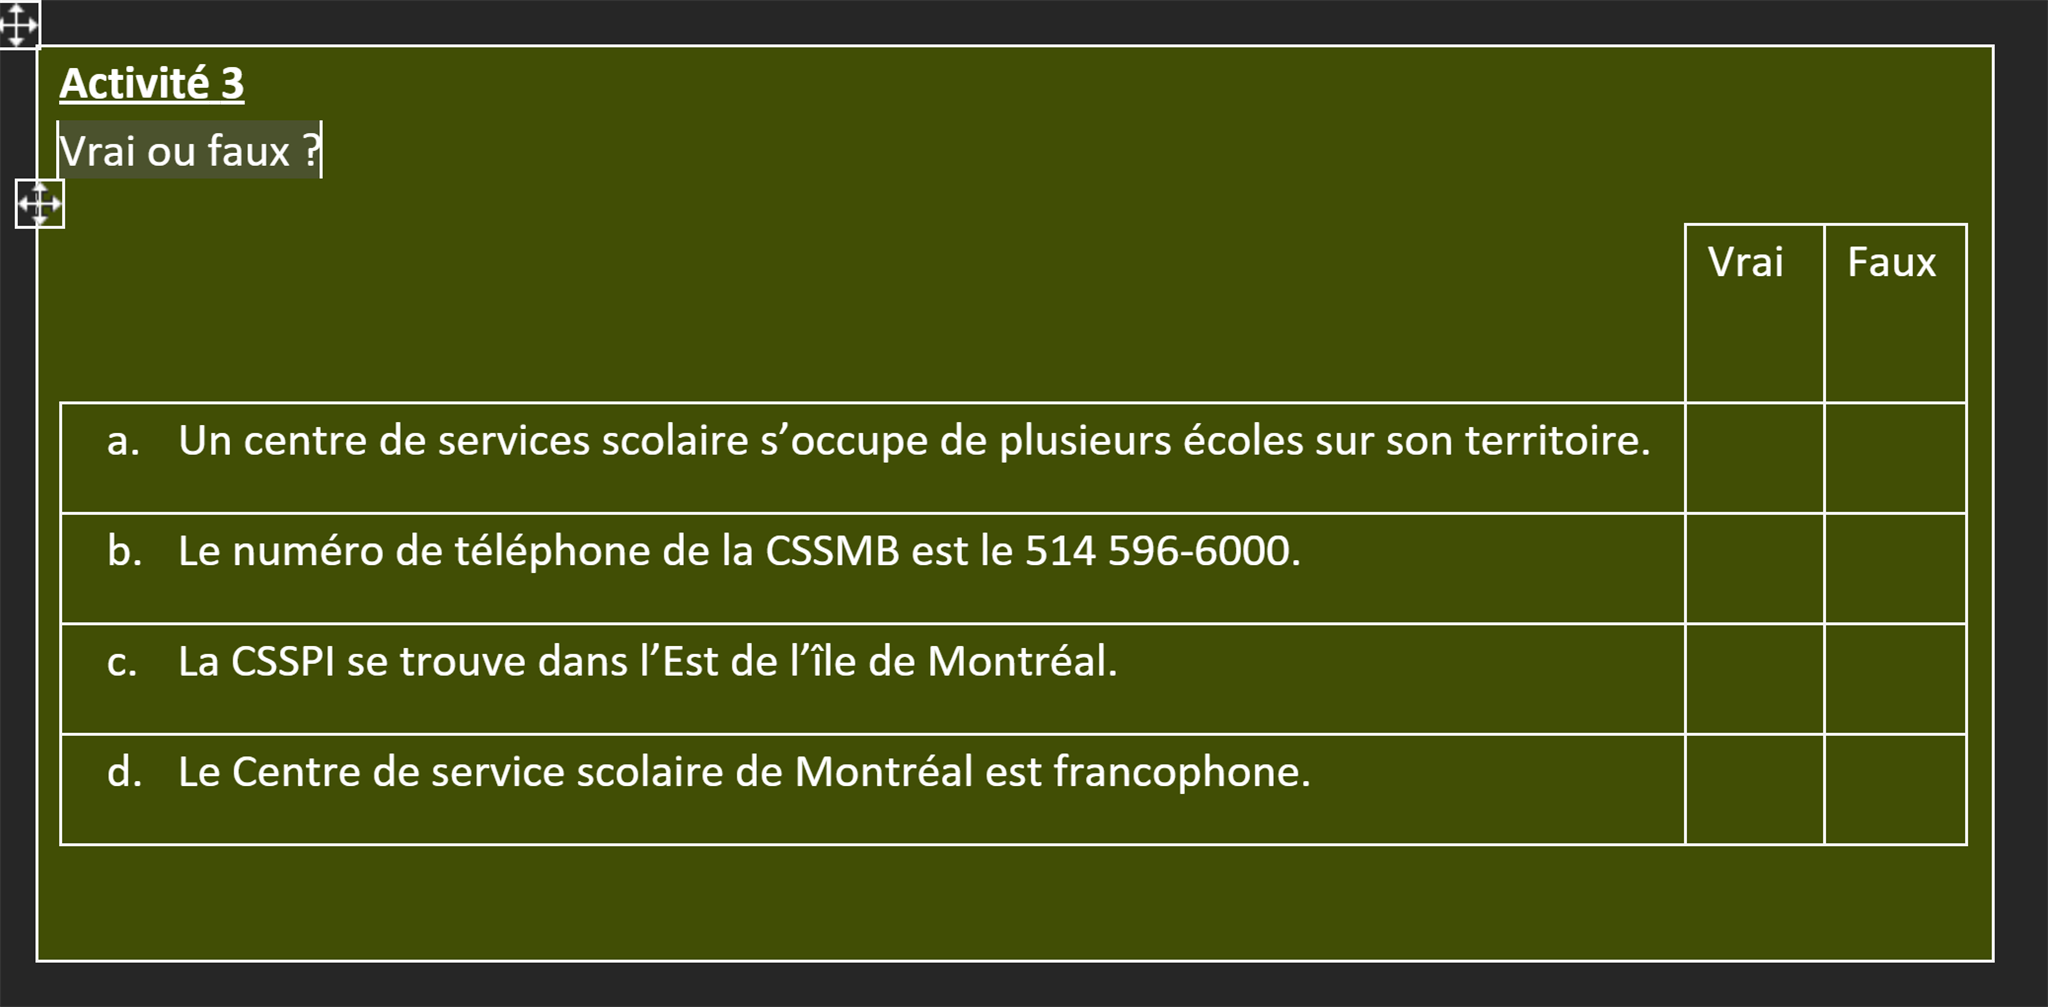 Activité 3
Vrai ou faux ?
Vrai Faux
a. Un centre de services scolaire s’occupe de plusieurs écoles sur son territoire.
b. Le numéro de téléphone de la CSSMB est le 514 596-6000.
c. La CSSPI se trouve dans l’Est de l’île de Montréal.
d. Le Centre de service scolaire de Montréal est francophone.